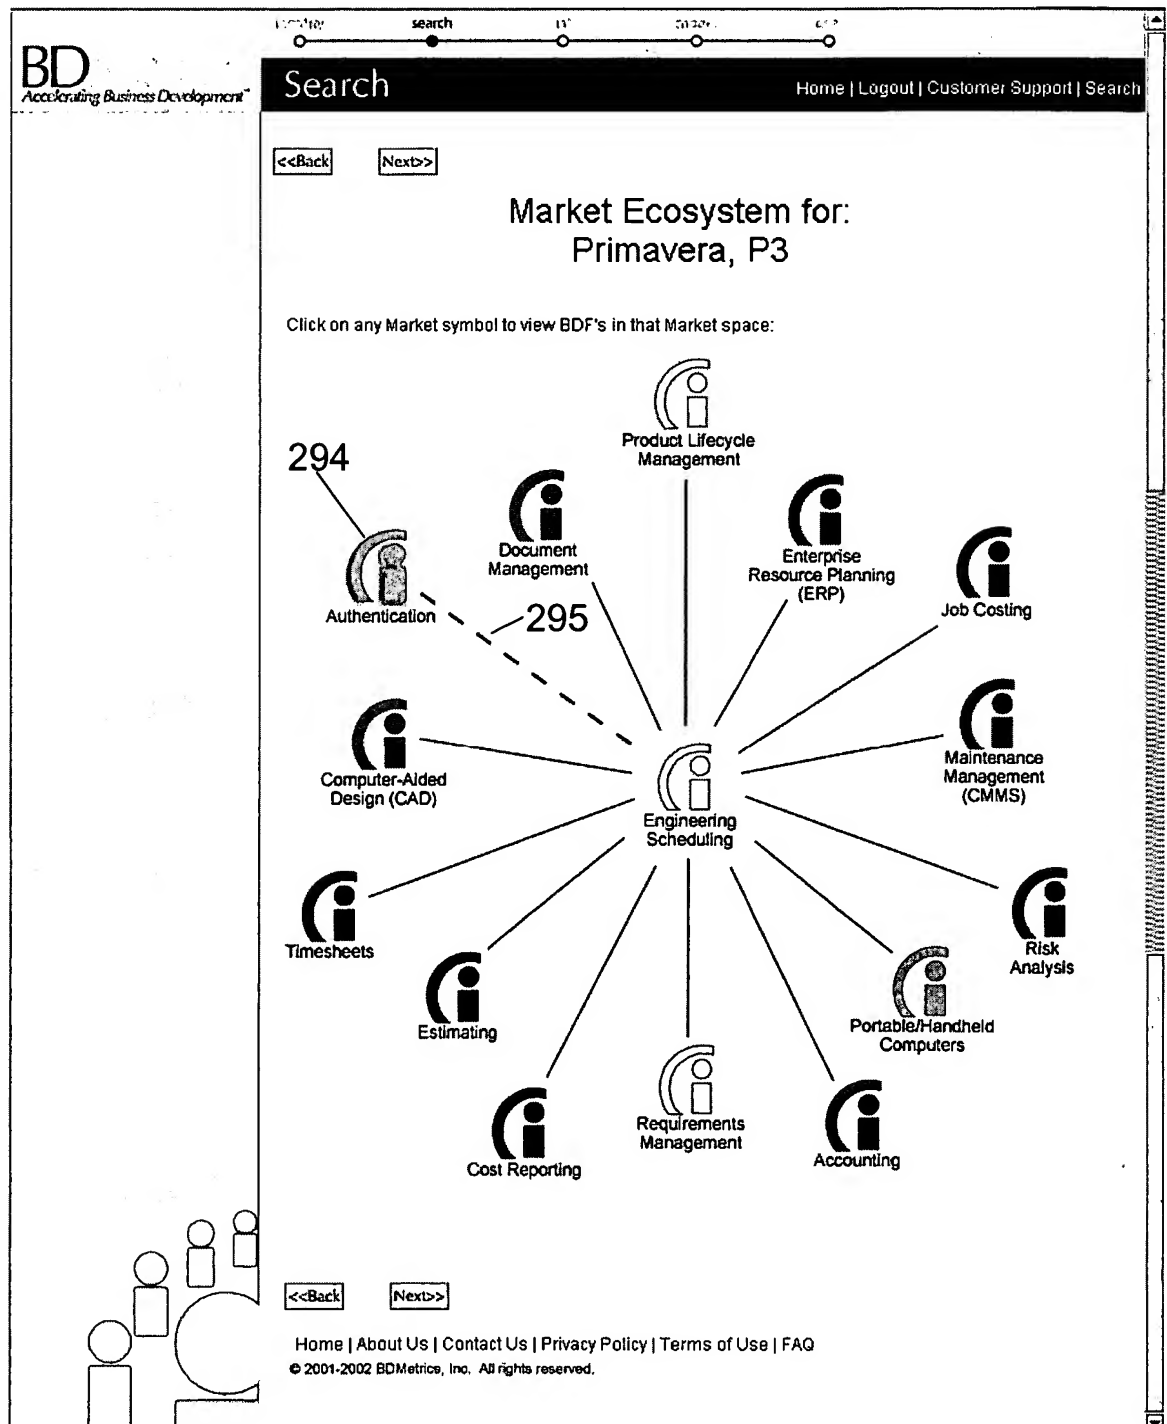 search
BD
Accelerating Business Development
Search
Home | Logout | Customer Support | Search
<<Back
Next>>
Market Ecosystem for:
Primavera, P3
Click on any Market symbol to view BDF's in that Market space:
Product Lifecycle
Management
294
Document
Management
Enterprise
Resource Planning
(ERP)
Job Costing
Authentication
295
Computer-Aided
Design (CAD)
Maintenance
Management
(CMMS)
Engineering
Scheduling
Timesheets
Risk
Analysis
Estimating
Portable/Handheld
Computers
Cost Reporting
Requirements
Management
Accounting
<<Back
Next>>
Home | About Us | Contact Us | Privacy Policy | Terms of Use | FAQ
© 2001-2002 BDMetrics, Inc. All rights reserved.